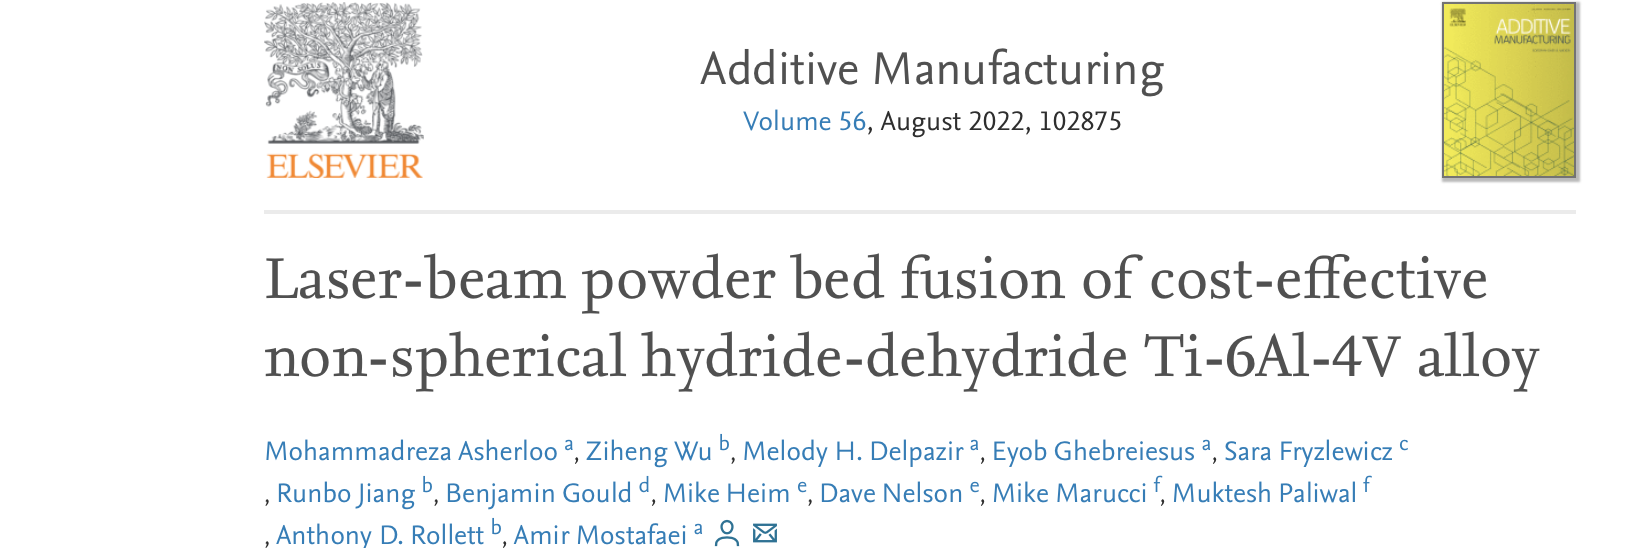 ELSEVIER
Additive Manufacturing
Volume 56, August 2022, 102875
ADDITIVE
MANUFACTURING
Laser-beam powder bed fusion of cost-effective
non-spherical hydride-dehydride Ti-6Al-4V alloy
Mohammadreza Asherloo a, Ziheng Wu b, Melody H. Delpazir a, Eyob Ghebreiesus a, Sara Fryzlewicz c
, Runbo Jiang b, Benjamin Gould d, Mike Heim e, Dave Nelson e, Mike Marucci f, Muktesh Paliwal f
, Anthony D. Rollett b, Amir Mostafaei a